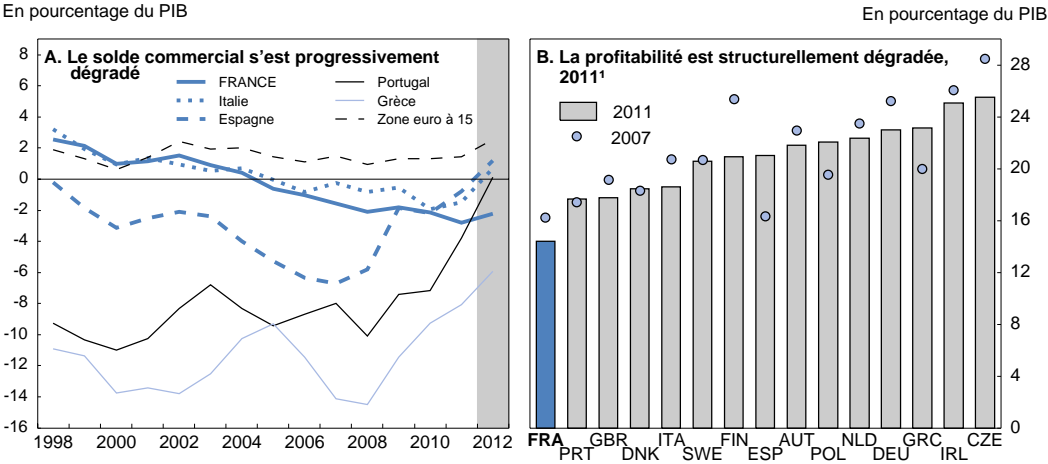 En pourcentage du PIB
En pourcentage du PIB
A. Le solde commercial s'est progressivement
dégradé
FRANCE
Italie
Espagne
Portugal
Grèce
Zone euro à 15
8
6
4
2
0
-2
-4
-6
-8
-10
-12
-14
-16
1998 2000 2002 2004 2006 2008 2010 2012
B. La profitabilité est structurellement dégradée,
2011¹
2011
2007
28
24
20
16
12
8
4
0
FRA GBR ITA FIN AUT NLD GRC CZE
PRT DNK SWE ESP POL DEU IRL